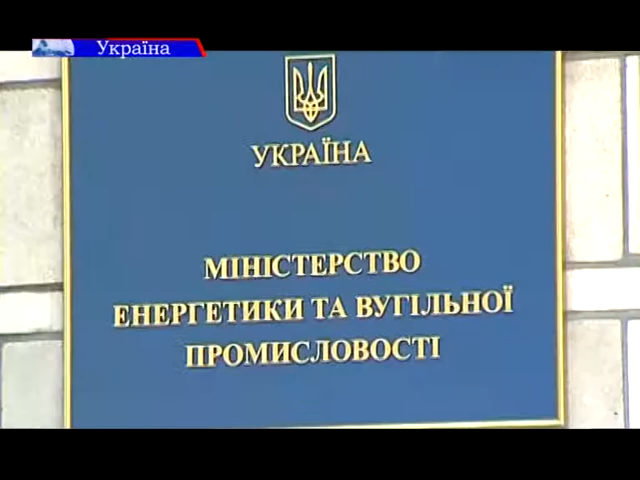 Україна
УКРАЇНА
МІНІСТЕРСТВО
ЕНЕРГЕТИКИ ТА ВУГІЛЬНОЇ
ПРОМИСЛОВОСТІ